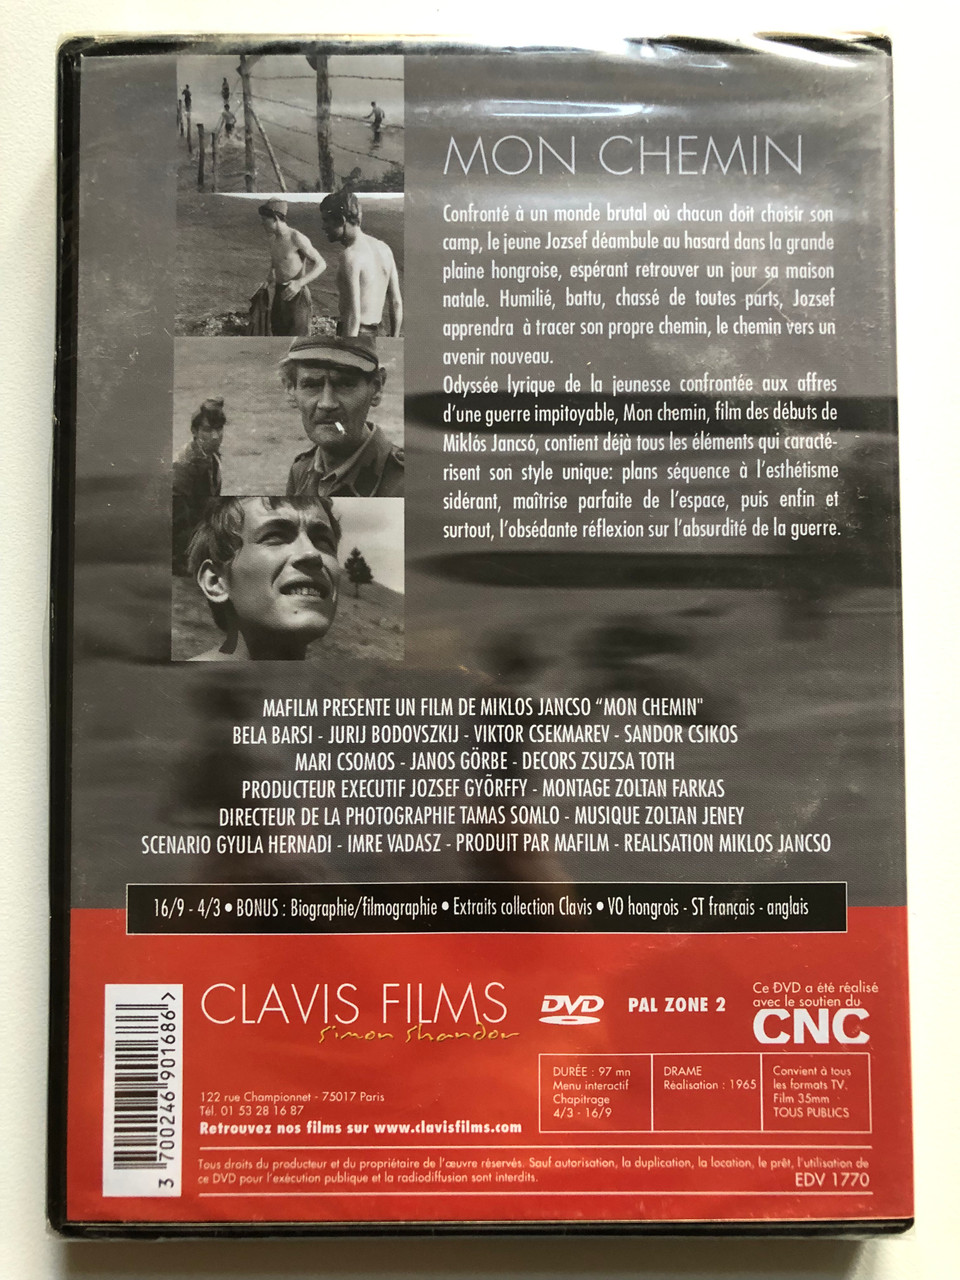 MON CHEMIN
Confronté à un monde brutal où chacun doit choisir son
camp, le jeune Jozsef déambule au hasard dans la grande
plaine hongroise, espérant retrouver un jour sa maison
natale. Humilié, battu, chassé de toutes parts, Jozsef
apprendra à tracer son propre chemin, le chemin vers un
avenir nouveau.
Odyssée lyrique de la jeunesse confrontée aux affres
d'une guerre impitoyable, Mon chemin, film des débuts de
Miklós Jancsó, contient déjà tous les éléments qui caracté-
risent son style unique: plans séquence à l'esthétisme
sidérant, maîtrise parfaite de l'espace, puis enfin et
surtout, l'obsédante réflexion sur l'absurdité de la guerre.
MAFILM PRESENTE UN FILM DE MIKLOS JANCSO "MON CHEMIN"
BELA BARSI - JURIJ BODOVSZKIJ - VIKTOR CSEKMAREV - SANDOR CSIKOS
MARI CSOMOS - JANOS GÖRBE - DECORS ZSUZSA TOTH
PRODUCTEUR EXECUTIF JOZSEF GYÕRFFY - MONTAGE ZOLTAN FARKAS
DIRECTEUR DE LA PHOTOGRAPHIE TAMAS SOMLO - MUSIQUE ZOLTAN JENEY
SCENARIO GYULA HERNADI - IMRE VADASZ - PRODUIT PAR MAFILM - REALISATION MIKLOS JANCSO
16/9 - 4/3 • BONUS : Biographie/filmographie • Extraits collection Clavis • VO hongrois - ST français - anglais
CLAVIS FILMS
Simon Shandor
122 rue Championnet - 75017 Paris
Tél. 01 53 28 16 87
Retrouvez nos films sur www.clavisfilms.com
DVD
PAL ZONE 2
Ce DVD a été réalisé
avec le soutien du
CNC
DURÉE : 97 mn
Menu interactif
Chapitrage
4/3 - 16/9
DRAME
Réalisation : 1965
Convient à tous
les formats TV.
Film 35mm
TOUS PUBLICS
Tous droits du producteur et du propriétaire de l'œuvre réservés. Sauf autorisation, la duplication, la location, le prêt, l'utilisation de
ce DVD pour l'exécution publique et la radiodiffusion sont interdits.
EDV 1770
3 700246 901686 >